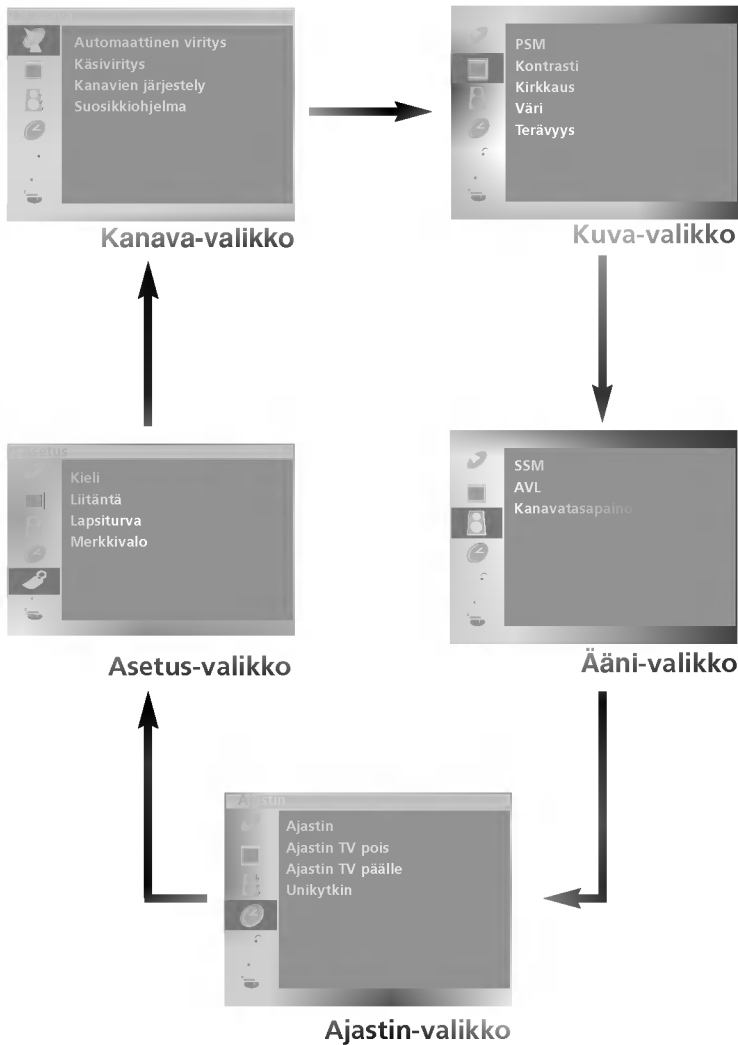 Automaattinen viritys
Käsiviritys
Kanavien järjestely
Suosikkiohjelma
Kanava-valikko
PSM
Kontrasti
Kirkkaus
Väri
Terävyys
Kuva-valikko
Asetus
Kieli
Liitäntä
Lapsiturva
Merkkivalo
Asetus-valikko
SSM
AVL
Kanavatasapaino
Ääni-valikko
Ajastin
Ajastin
Ajastin TV pois
Ajastin TV päälle
Unikytkin
Ajastin-valikko